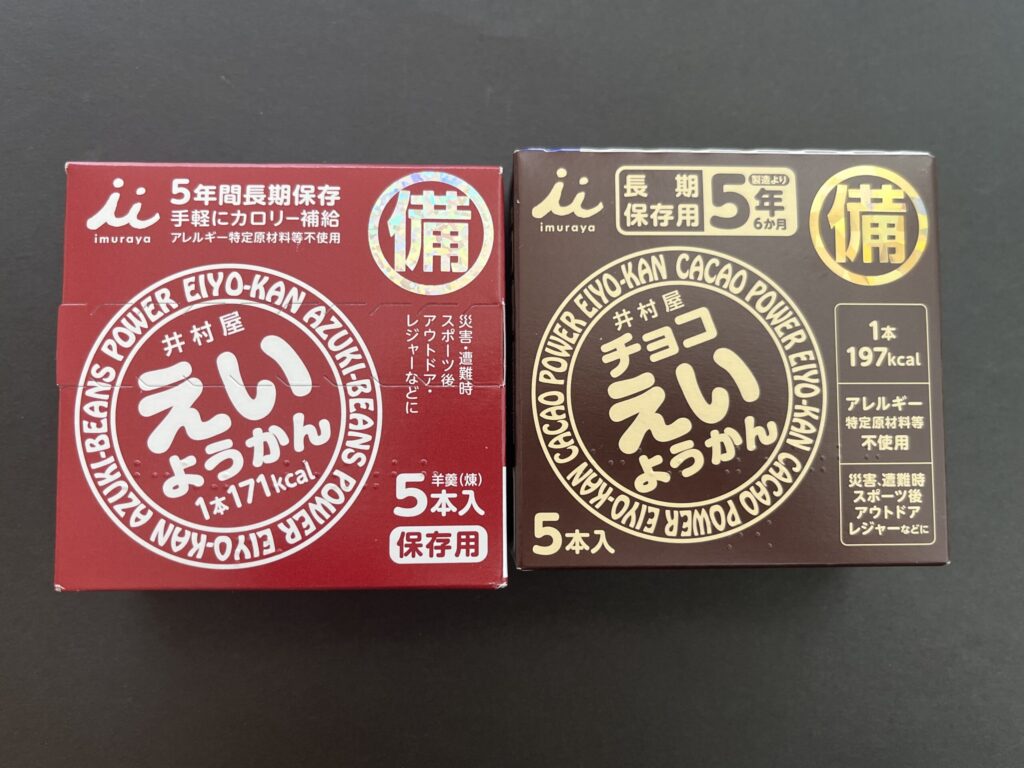 imuraya
5年間長期保存
手軽にカロリー補給
アレルギー特定原材料等不使用
備
EIYO-KAN AZUKI-BEANS POWER EIYO-KAN AZUKI-BEANS POWER
井村屋
えいようかん
1本171kcal
災害・遭難時
スポーツ後
アウトドア・
レジャーなどに
羊羹(煉)
5本入
保存用
imuraya
長期
保存用
製造より
5年
6か月
備
EIYO-KAN CACAO POWER EIYO-KAN CACAO POWER EIYO-KAN CACAO POWER
井村屋
チョコ
えいようかん
5本入
1本
197kcal
アレルギー
特定原材料等
不使用
災害、遭難時
スポーツ後
アウトドア
レジャーなどに